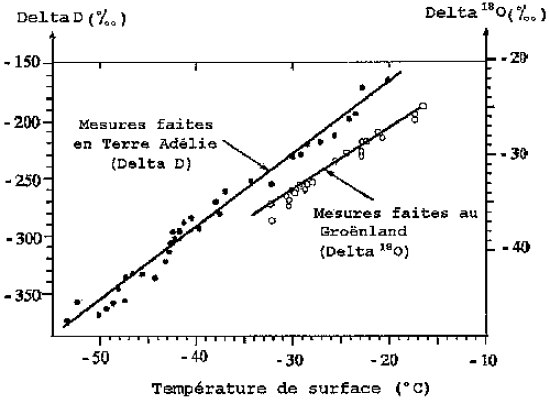 Delta D (‰)
Delta ¹⁸O (‰)
-150
-200
-250
-300
-350
-20
-30
-40
Mesures faites
en Terre Adélie
(Delta D)
Mesures faites au
Groënland
(Delta ¹⁸O)
-50
-40
-30
-20
-10
Température de surface (°C)